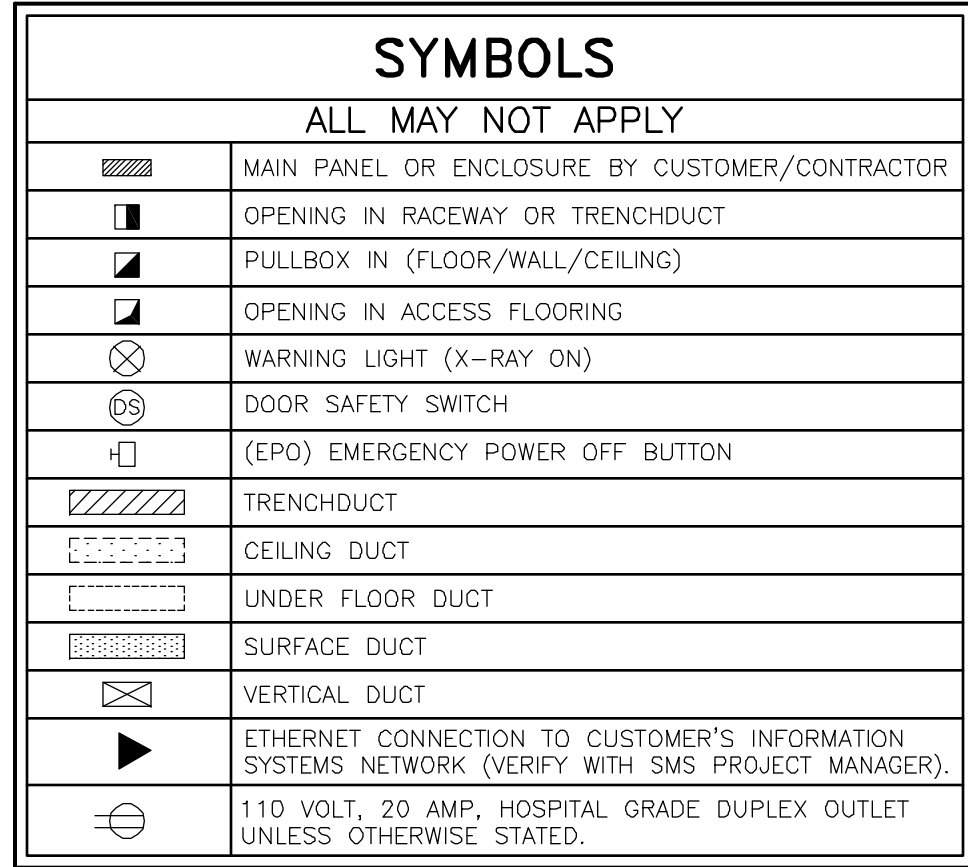 SYMBOLS
ALL MAY NOT APPLY
MAIN PANEL OR ENCLOSURE BY CUSTOMER/CONTRACTOR
OPENING IN RACEWAY OR TRENCHDUCT
PULLBOX IN (FLOOR/WALL/CEILING)
OPENING IN ACCESS FLOORING
WARNING LIGHT (X-RAY ON)
DS DOOR SAFETY SWITCH
(EPO) EMERGENCY POWER OFF BUTTON
TRENCHDUCT
CEILING DUCT
UNDER FLOOR DUCT
SURFACE DUCT
VERTICAL DUCT
ETHERNET CONNECTION TO CUSTOMER'S INFORMATION
SYSTEMS NETWORK (VERIFY WITH SMS PROJECT MANAGER).
110 VOLT, 20 AMP, HOSPITAL GRADE DUPLEX OUTLET
UNLESS OTHERWISE STATED.